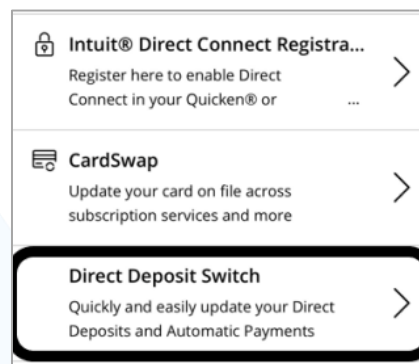 Intuit® Direct Connect Registra...
Register here to enable Direct
Connect in your Quicken® or ...
CardSwap
Update your card on file across
subscription services and more
Direct Deposit Switch
Quickly and easily update your Direct
Deposits and Automatic Payments